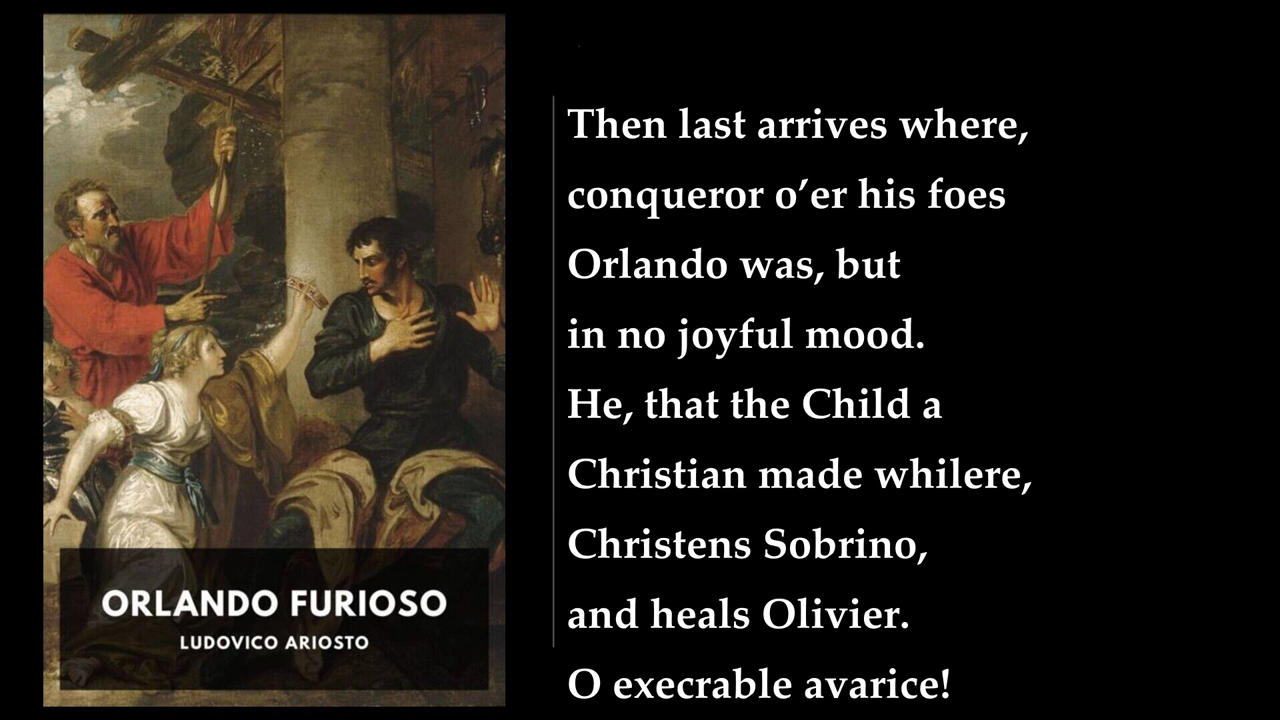 ORLANDO FURIOSO
LUDOVICO ARIOSTO
Then last arrives where,
conqueror o’er his foes
Orlando was, but
in no joyful mood.
He, that the Child a
Christian made whilere,
Christens Sobrino,
and heals Olivier.
O execrable avarice!